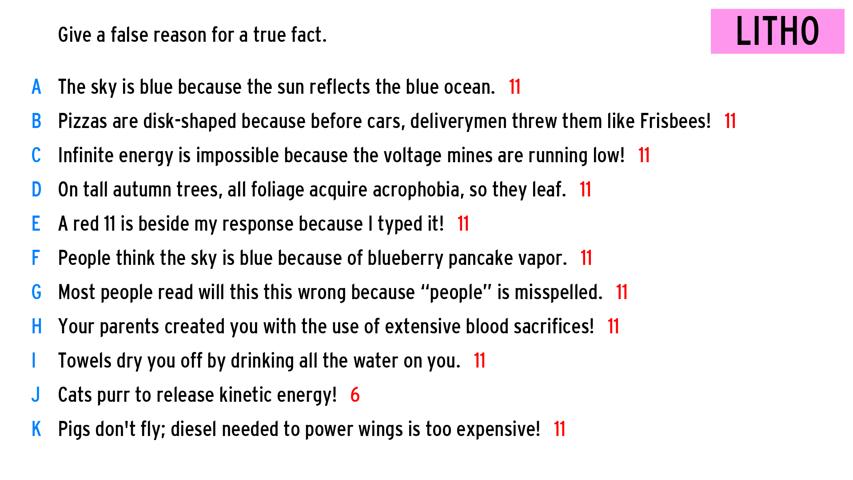 Give a false reason for a true fact.
LITHO
A The sky is blue because the sun reflects the blue ocean. 11
B Pizzas are disk-shaped because before cars, deliverymen threw them like Frisbees! 11
C Infinite energy is impossible because the voltage mines are running low! 11
D On tall autumn trees, all foliage acquire acrophobia, so they leaf. 11
E A red 11 is beside my response because I typed it! 11
F People think the sky is blue because of blueberry pancake vapor. 11
G Most people read will this this wrong because “people” is misspelled. 11
H Your parents created you with the use of extensive blood sacrifices! 11
I Towels dry you off by drinking all the water on you. 11
J Cats purr to release kinetic energy! 6
K Pigs don't fly; diesel needed to power wings is too expensive! 11